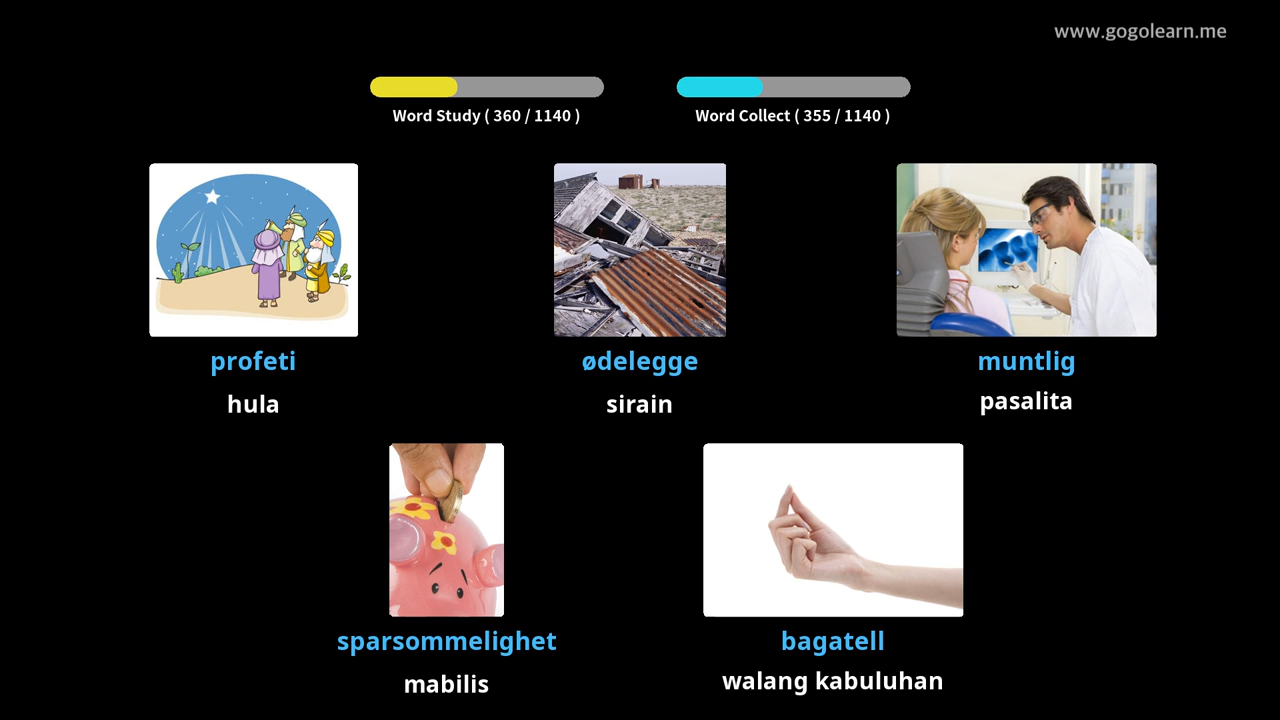 www.gogolearn.me
Word Study ( 360 / 1140 )
Word Collect ( 355 / 1140 )
profeti
ødelegge
muntlig
hula
sirain
pasalita
sparsommelighet
bagatell
mabilis
walang kabuluhan